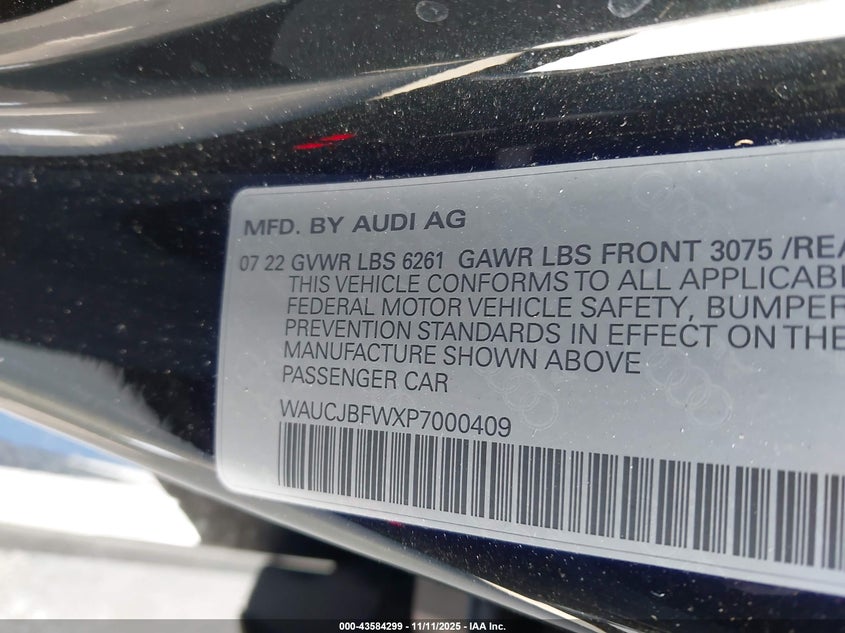 MFD. BY AUDI AG
07 22 GVWR LBS 6261 GAWR LBS FRONT 3075 /REA
THIS VEHICLE CONFORMS TO ALL APPLICABL
FEDERAL MOTOR VEHICLE SAFETY, BUMPER
PREVENTION STANDARDS IN EFFECT ON THE
MANUFACTURE SHOWN ABOVE
PASSENGER CAR
WAUCJBFWXP7000409
000-43584299 - 11/11/2025 - IAA Inc.